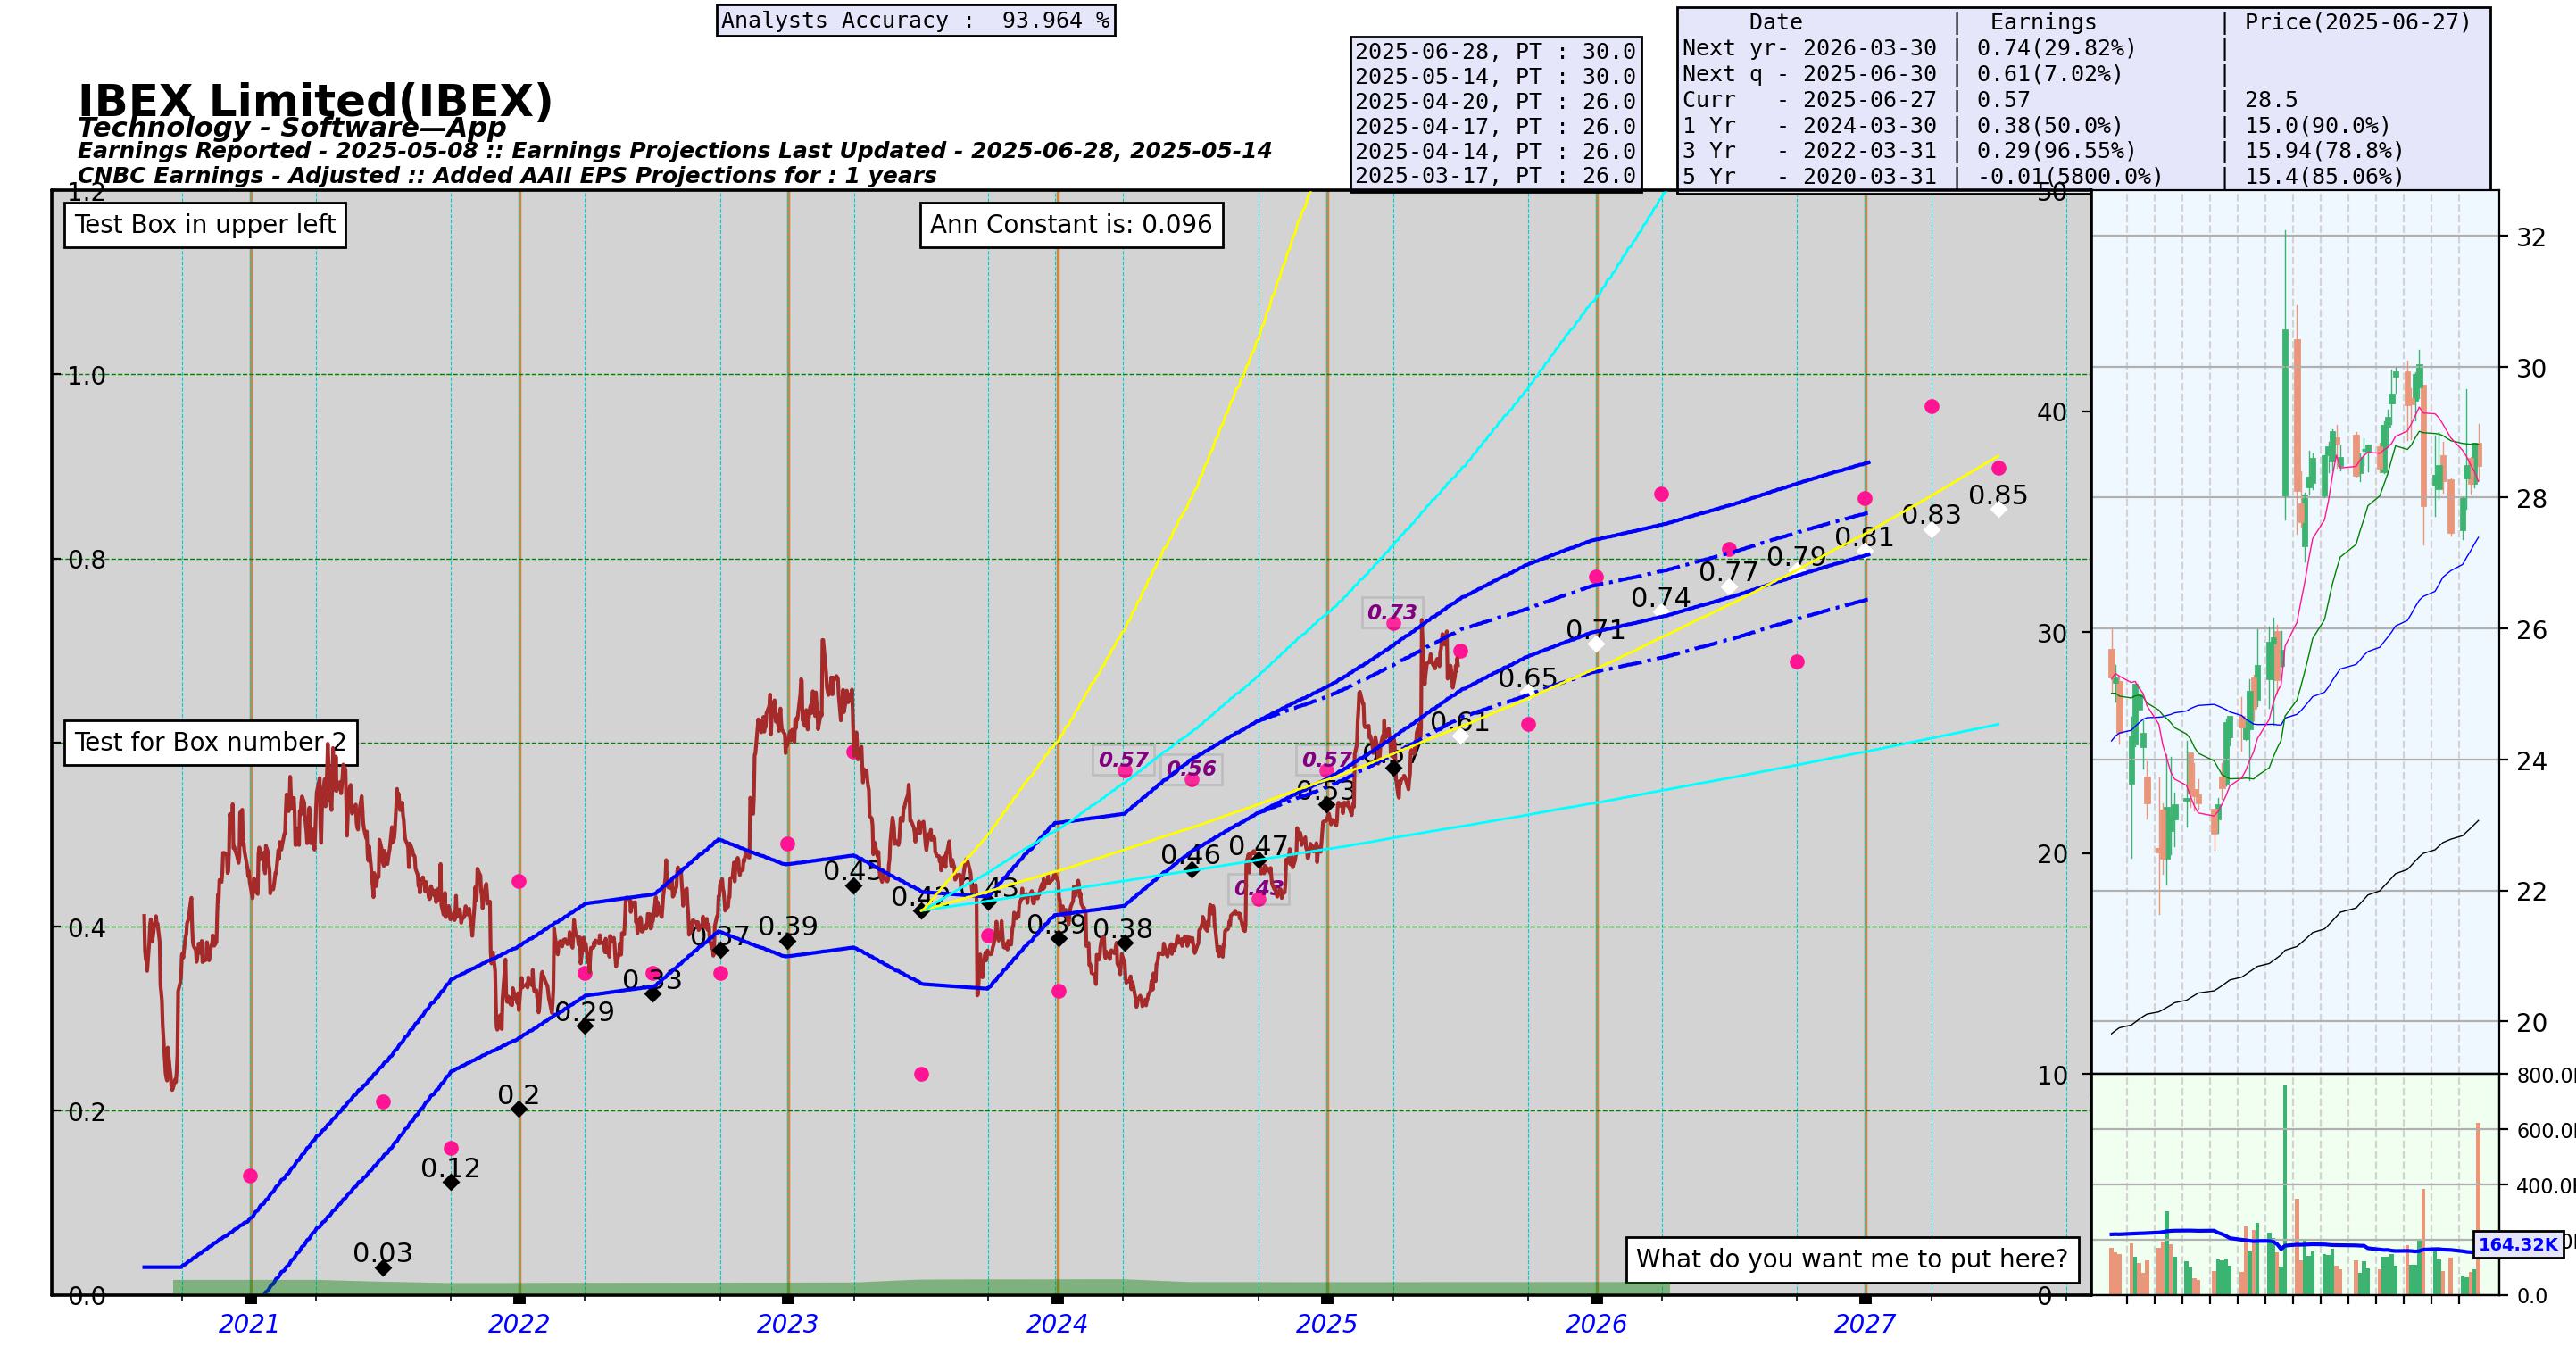 Analysts Accuracy :  93.964 %
IBEX Limited(IBEX)
Technology - Software—App
Earnings Reported - 2025-05-08 :: Earnings Projections Last Updated - 2025-06-28, 2025-05-14
CNBC Earnings - Adjusted :: Added AAII EPS Projections for : 1 years
2025-06-28, PT : 30.0
2025-05-14, PT : 30.0
2025-04-20, PT : 26.0
2025-04-17, PT : 26.0
2025-04-14, PT : 26.0
2025-03-17, PT : 26.0
Date | Earnings | Price(2025-06-27)
Next yr- 2026-03-30 | 0.74(29.82%) |
Next q - 2025-06-30 | 0.61(7.02%) |
Curr - 2025-06-27 | 0.57 | 28.5
1 Yr - 2024-03-30 | 0.38(50.0%) | 15.0(90.0%)
3 Yr - 2022-03-31 | 0.29(96.55%) | 15.94(78.8%)
5 Yr - 2020-03-31 | -0.01(5800.0%) | 15.4(85.06%)
Test Box in upper left
Ann Constant is: 0.096
Test for Box number 2
What do you want me to put here?
1.2
1.0
0.8
0.4
0.2
0.0
50
40
30
20
10
0
0.03
0.12
0.2
0.29
0.33
0.37
0.39
0.45
0.42
0.43
0.39
0.38
0.46
0.47
0.53
0.57
0.61
0.65
0.71
0.74
0.77
0.79
0.81
0.83
0.85
0.57
0.56
0.43
0.57
0.73
2021
2022
2023
2024
2025
2026
2027
32
30
28
26
24
22
20
800.0
600.0
400.0
164.32K
0.0